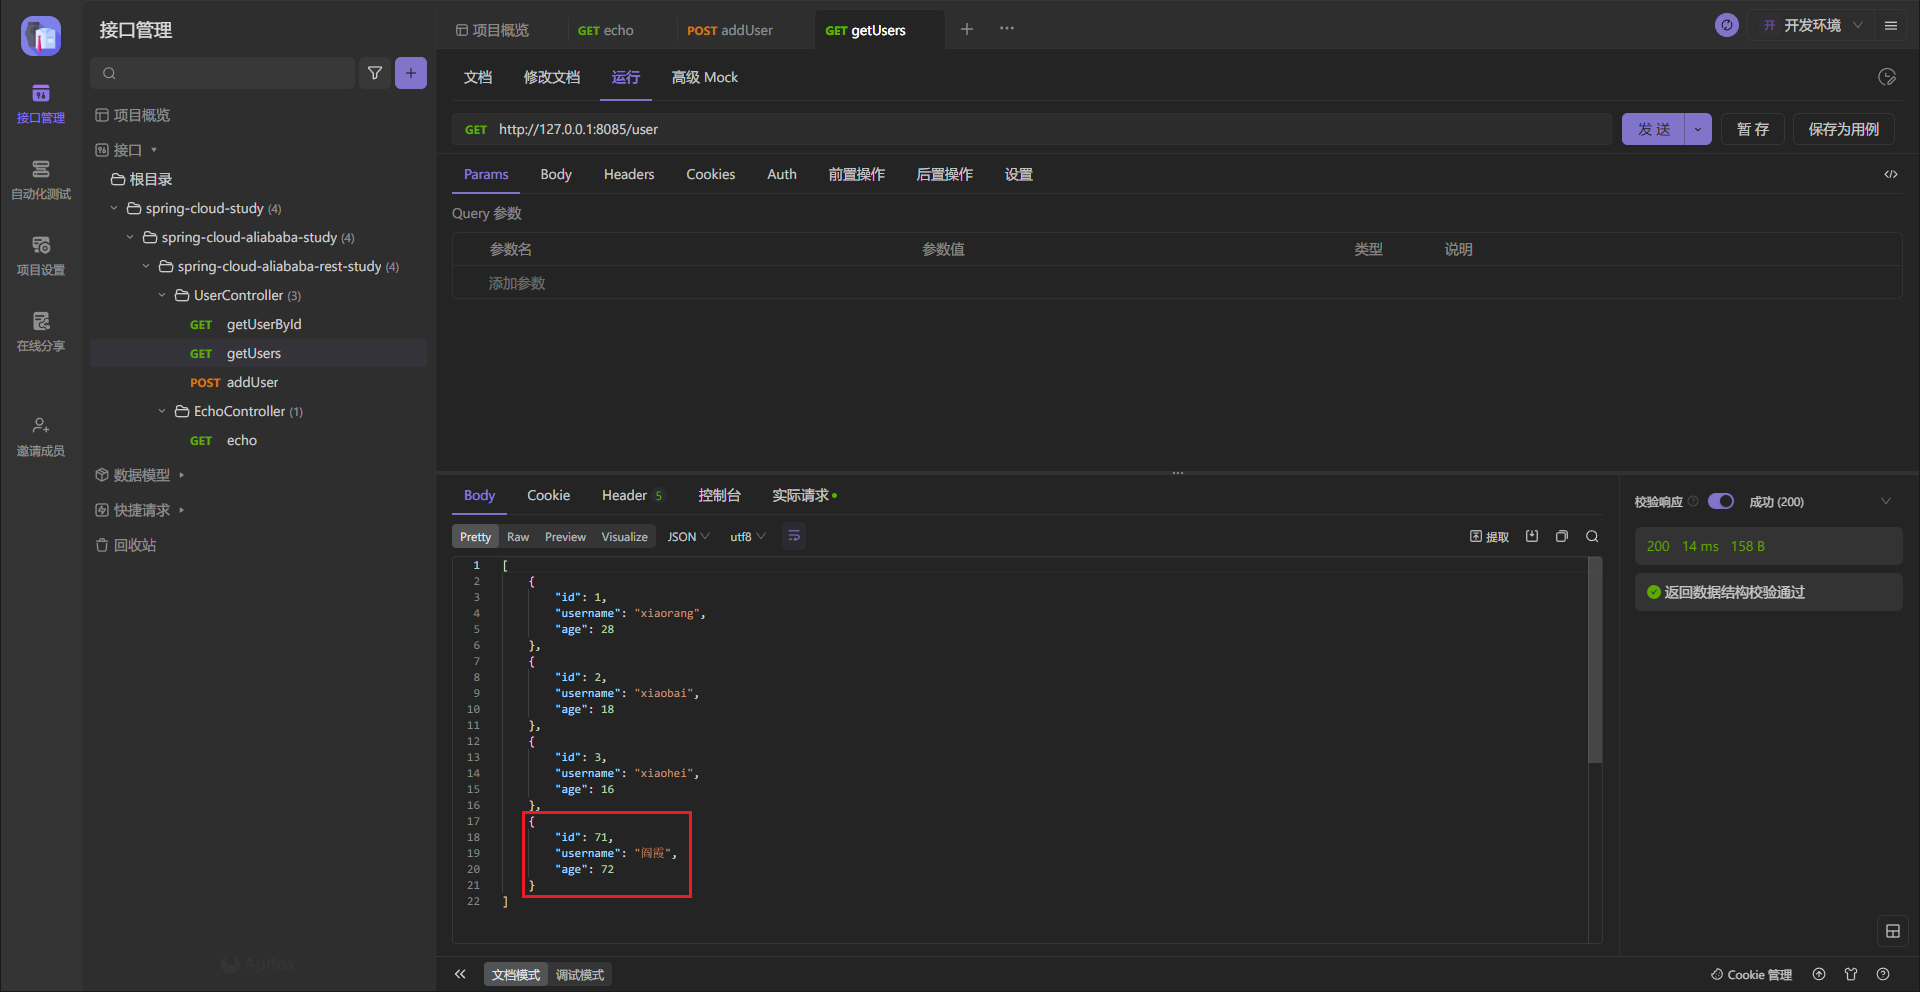 接口管理
自动化测试
项目设置
在线分享
邀请成员
接口管理
项目概览
接口
根目录
spring-cloud-study (4)
spring-cloud-aliababa-study (4)
spring-cloud-aliababa-rest-study (4)
UserController (3)
GET getUserById
GET getUsers
POST addUser
EchoController (1)
GET echo
数据模型
快捷请求
回收站
Apifox
项目概览 GET echo POST addUser GET getUsers
开 开发环境
文档 修改文档 运行 高级 Mock
GET http://127.0.0.1:8085/user
发 送 暂 存 保存为用例
Params Body Headers Cookies Auth 前置操作 后置操作 设置
Query 参数
参数名 参数值 类型 说明
添加参数
Body Cookie Header 5 控制台 实际请求
Pretty Raw Preview Visualize JSON utf8 提取
1 [
2 {
3 "id": 1,
4 "username": "xiaorang",
5 "age": 28
6 },
7 {
8 "id": 2,
9 "username": "xiaobai",
10 "age": 18
11 },
12 {
13 "id": 3,
14 "username": "xiaohei",
15 "age": 16
16 },
17 {
18 "id": 71,
19 "username": "阎霞",
20 "age": 72
21 }
22 ]
校验响应 成功 (200)
200 14 ms 158 B
返回数据结构校验通过
文档模式 调试模式
Cookie 管理